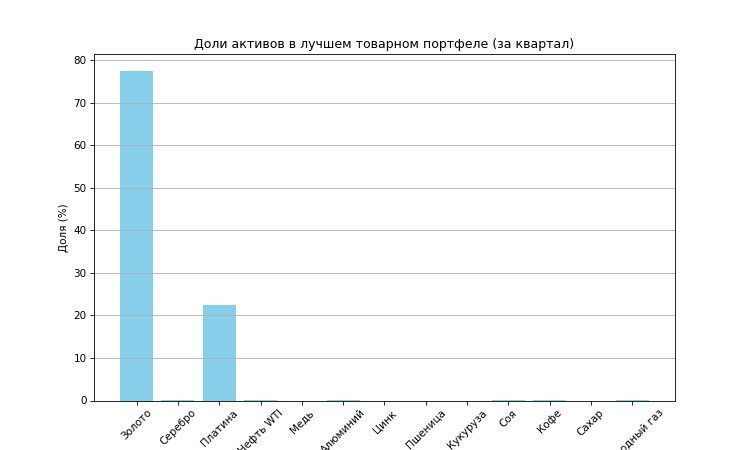 Доли активов в лучшем товарном портфеле (за квартал)
Доля (%)
80
70
60
50
40
30
20
10
0
Золото
Серебро
Платина
Нефть WTI
Медь
Алюминий
Цинк
Пшеница
Кукуруза
Соя
Кофе
Сахар
одный газ